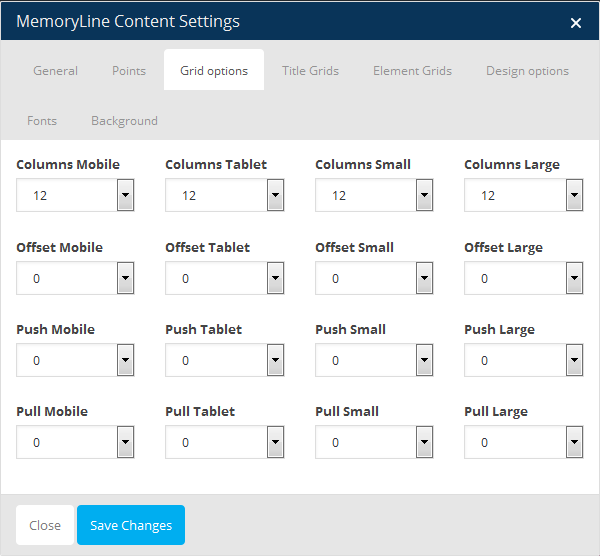 MemoryLine Content Settings
General Points Grid options Title Grids Element Grids Design options
Fonts Background
Columns Mobile Columns Tablet Columns Small Columns Large
12 12 12 12
Offset Mobile Offset Tablet Offset Small Offset Large
0 0 0 0
Push Mobile Push Tablet Push Small Push Large
0 0 0 0
Pull Mobile Pull Tablet Pull Small Pull Large
0 0 0 0
Close Save Changes